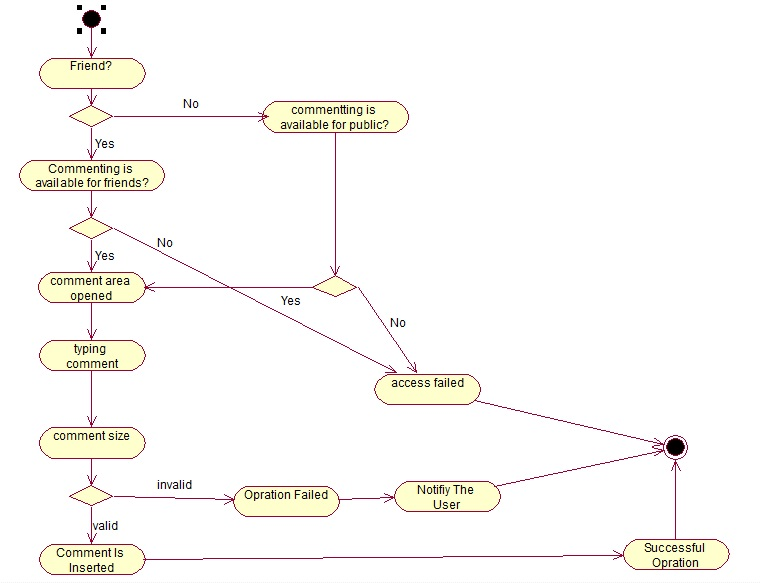 Friend?
No
commentting is
available for public?
Yes
Commenting is
available for friends?
No
Yes
comment area
opened
Yes
No
typing
comment
access failed
comment size
invalid
Opration Failed
Notifiy The
User
valid
Comment Is
Inserted
Successful
Opration